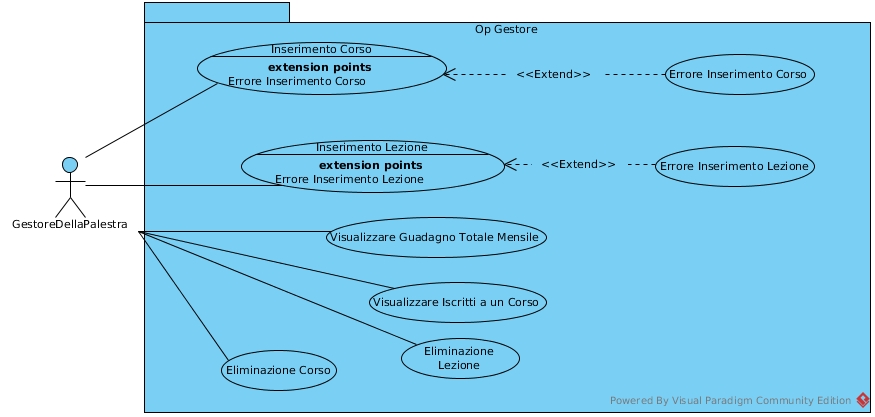 Op Gestore
Inserimento Corso
extension points
Errore Inserimento Corso
<<Extend>>
Errore Inserimento Corso
Inserimento Lezione
extension points
Errore Inserimento Lezione
<<Extend>>
Errore Inserimento Lezione
GestoreDellaPalestra
Visualizzare Guadagno Totale Mensile
Visualizzare Iscritti a un Corso
Eliminazione
Lezione
Eliminazione Corso
Powered By Visual Paradigm Community Edition